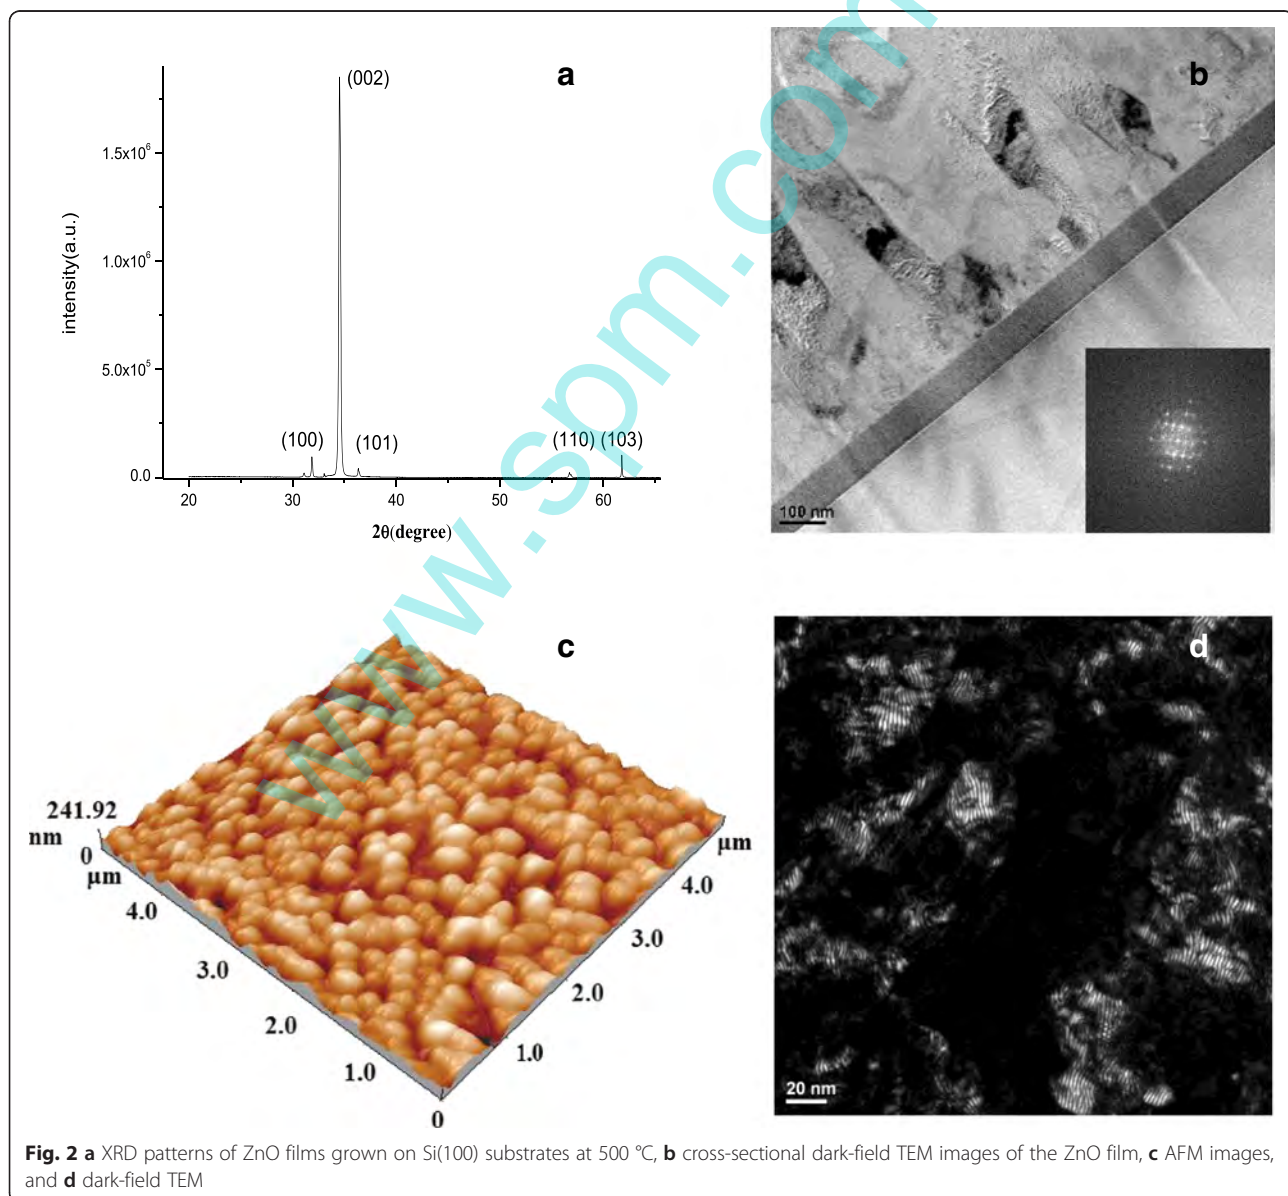 a
(002)
1.5x10⁶
1.0x10⁶
5.0x10⁵
0.0
intensity(a.u.)
(100)
(101)
(110) (103)
20 30 40 50 60
2θ(degree)
b
100 nm
c
241.92
nm
0
μm
4.0
3.0
2.0
1.0
0
μm
4.0
3.0
2.0
1.0
d
20 nm
www.spm.com
Fig. 2 a XRD patterns of ZnO films grown on Si(100) substrates at 500 °C, b cross-sectional dark-field TEM images of the ZnO film, c AFM images,
and d dark-field TEM